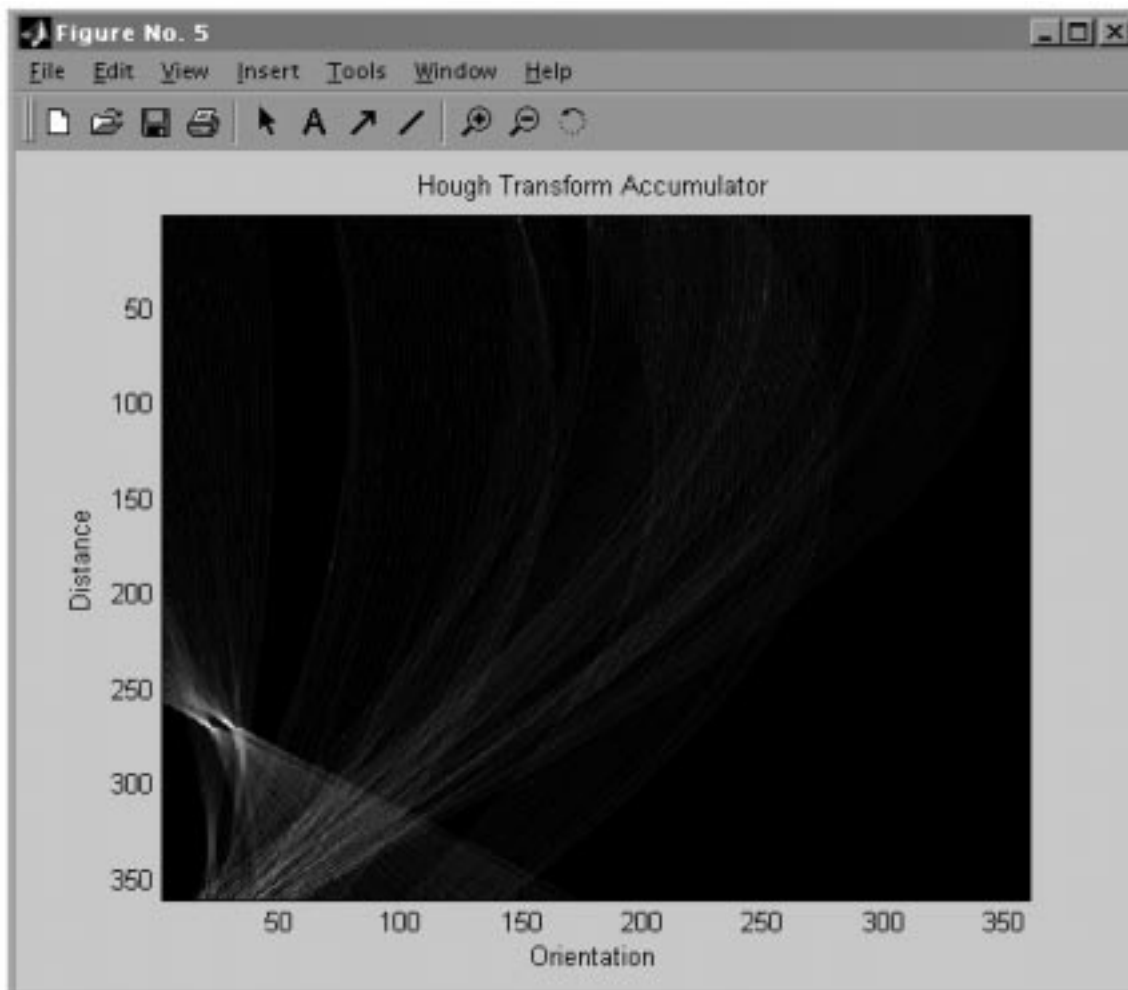 Figure No. 5
File Edit View Insert Tools Window Help
A
Hough Transform Accumulator
50
100
150
200
250
300
350
Distance
50 100 150 200 250 300 350
Orientation